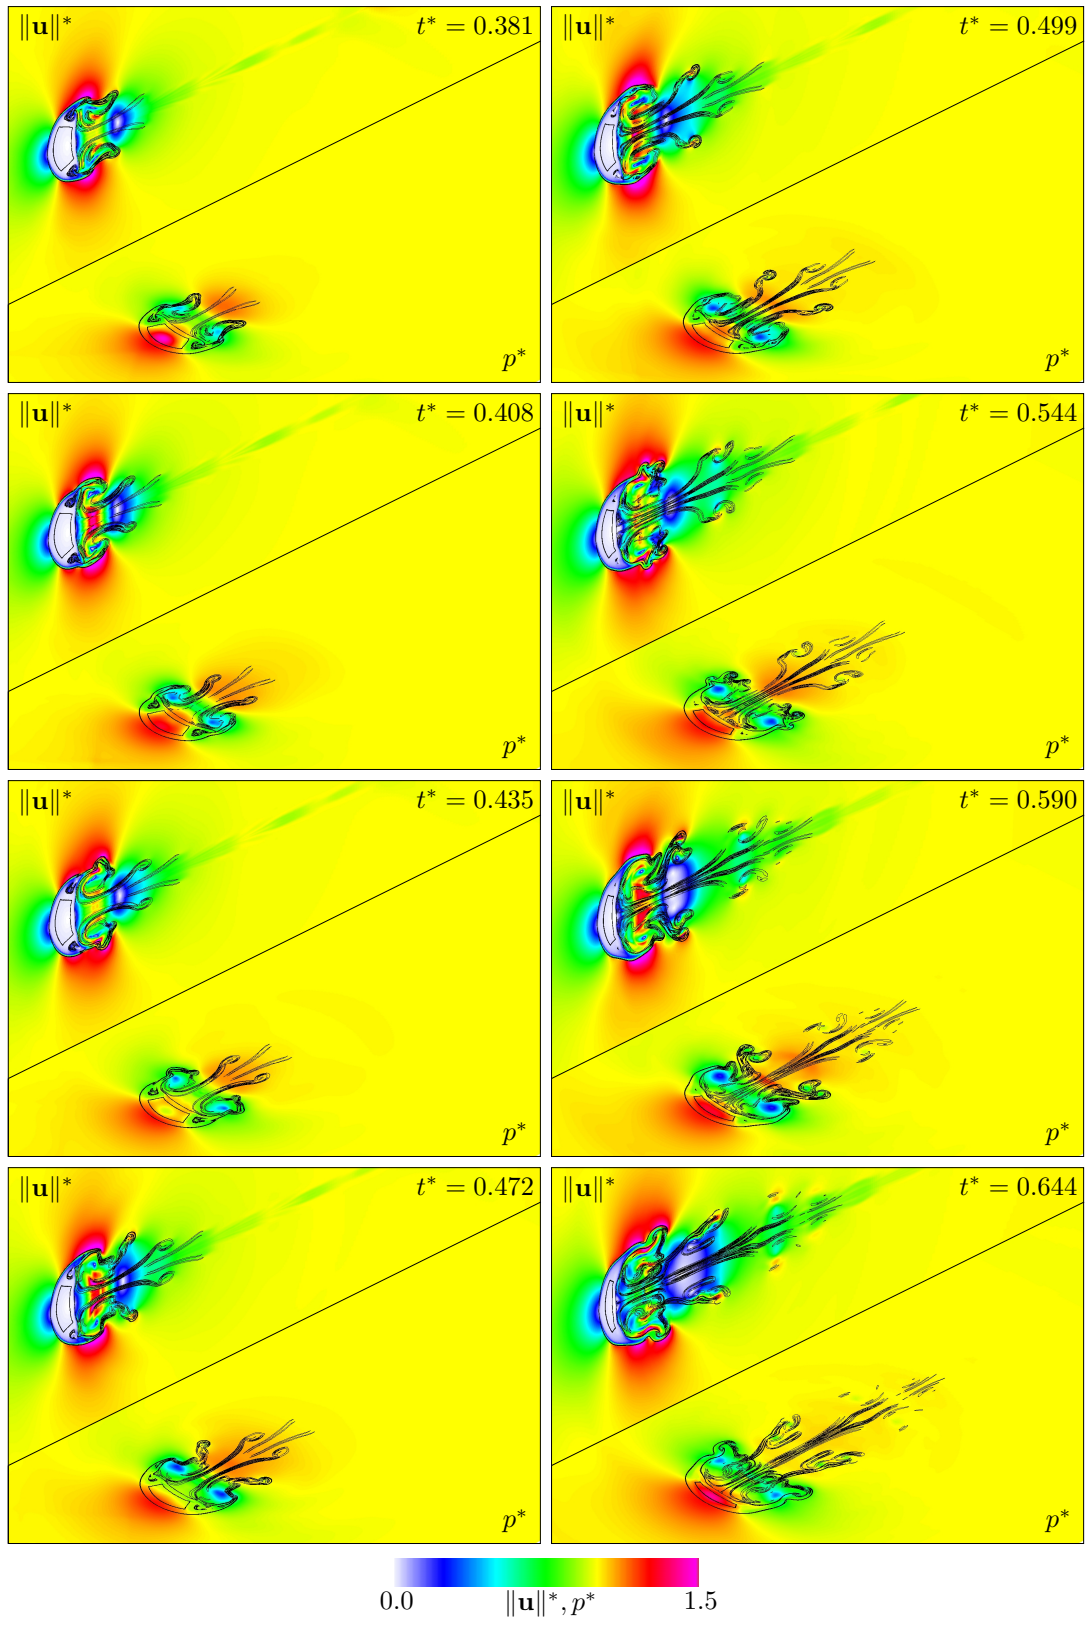 ‖u‖* t* = 0.381
p*
‖u‖* t* = 0.499
p*
‖u‖* t* = 0.408
p*
‖u‖* t* = 0.544
p*
‖u‖* t* = 0.435
p*
‖u‖* t* = 0.590
p*
‖u‖* t* = 0.472
p*
‖u‖* t* = 0.644
p*
0.0 ‖u‖*, p* 1.5